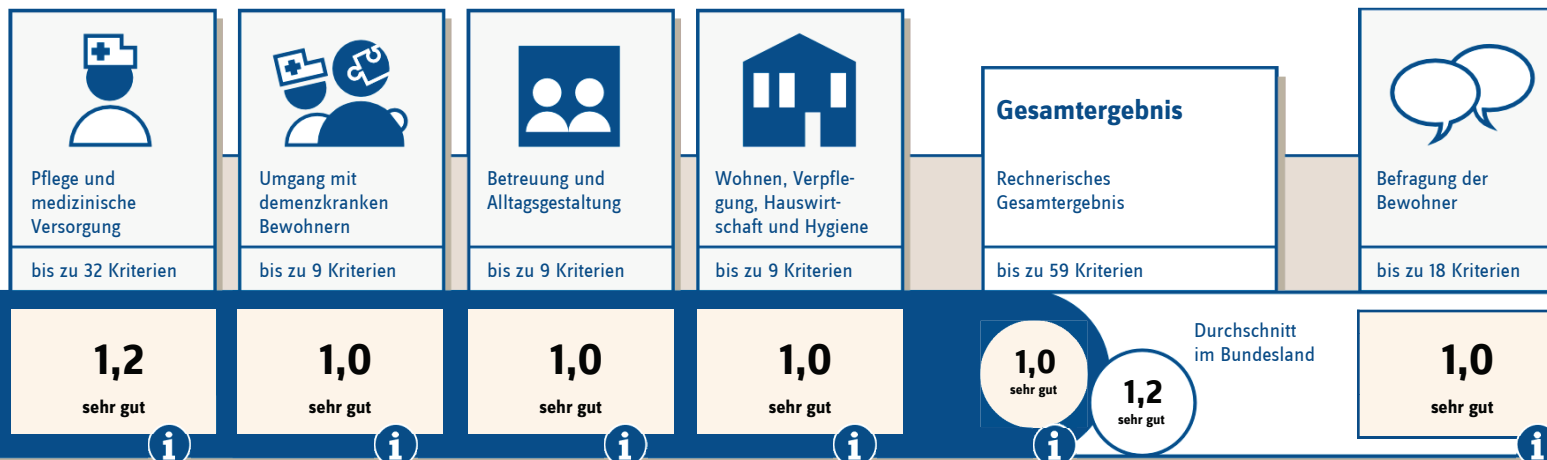 Pflege und
medizinische
Versorgung
bis zu 32 Kriterien
1,2
sehr gut
i
Umgang mit
demenzkranken
Bewohnern
bis zu 9 Kriterien
1,0
sehr gut
i
Betreuung und
Alltagsgestaltung
bis zu 9 Kriterien
1,0
sehr gut
i
Wohnen, Verpfle-
gung, Hauswirt-
schaft und Hygiene
bis zu 9 Kriterien
1,0
sehr gut
i
Gesamtergebnis
Rechnerisches
Gesamtergebnis
bis zu 59 Kriterien
1,0
sehr gut
i
Durchschnitt
im Bundesland
1,2
sehr gut
Befragung der
Bewohner
bis zu 18 Kriterien
1,0
sehr gut
i